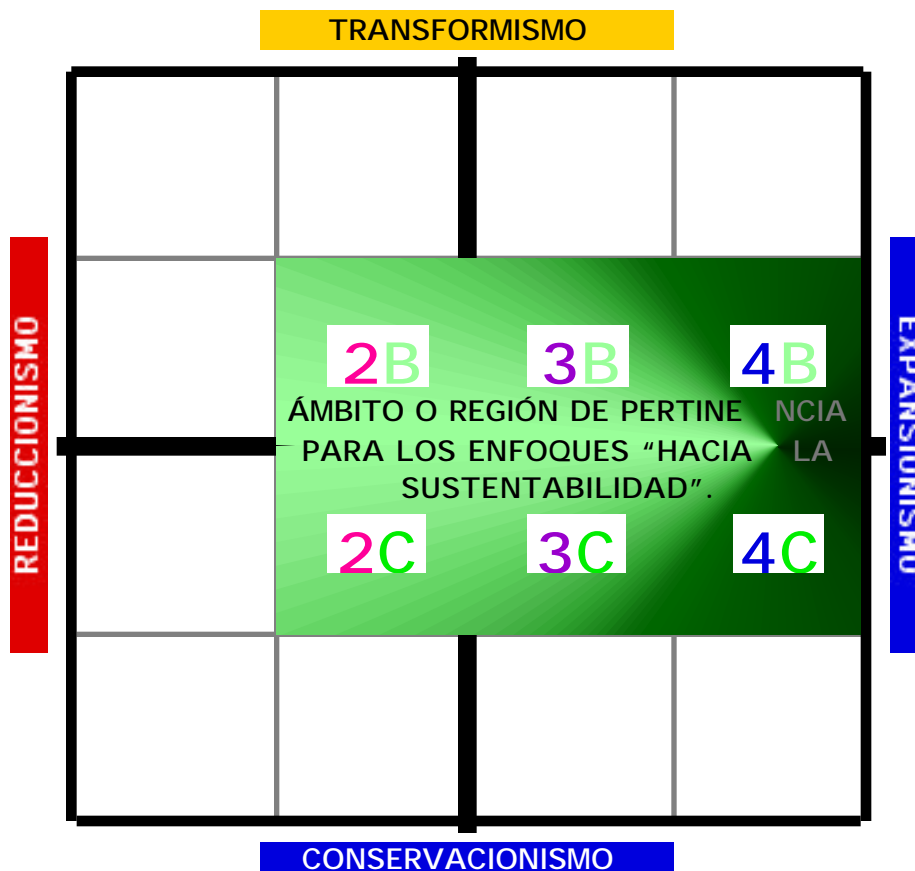 TRANSFORMISMO
REDUCCIONISMO
EXPANSIONISMO
2B 3B 4B
ÁMBITO O REGIÓN DE PERTINE NCIA
PARA LOS ENFOQUES “HACIA LA
SUSTENTABILIDAD”.
2C 3C 4C
CONSERVACIONISMO